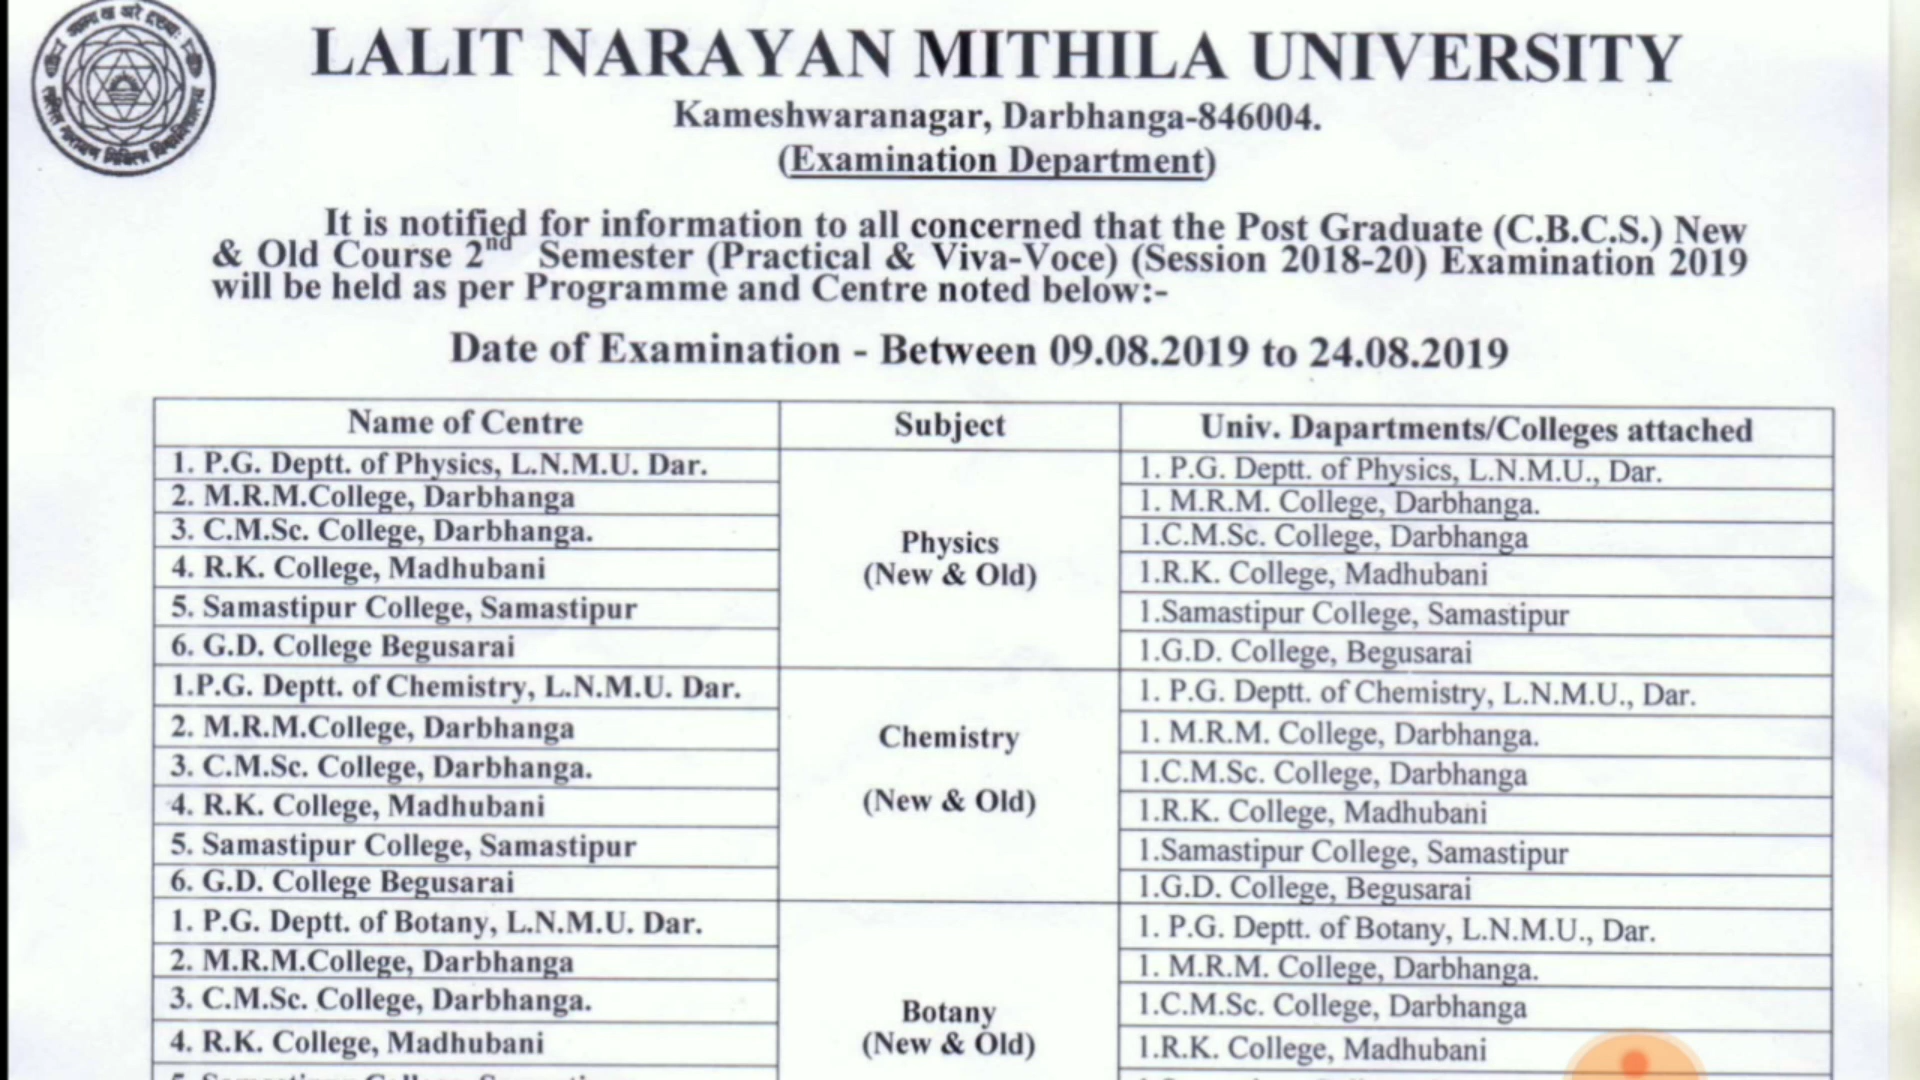 LALIT NARAYAN MITHILA UNIVERSITY
Kameshwaranagar, Darbhanga-846004.
(Examination Department)
It is notified for information to all concerned that the Post Graduate (C.B.C.S.) New
& Old Course 2nd Semester (Practical & Viva-Voce) (Session 2018-20) Examination 2019
will be held as per Programme and Centre noted below:-
Date of Examination - Between 09.08.2019 to 24.08.2019
Name of Centre Subject Univ. Dapartments/Colleges attached
1. P.G. Deptt. of Physics, L.N.M.U. Dar. 1. P.G. Deptt. of Physics, L.N.M.U., Dar.
2. M.R.M.College, Darbhanga 1. M.R.M. College, Darbhanga.
3. C.M.Sc. College, Darbhanga. 1.C.M.Sc. College, Darbhanga
Physics
4. R.K. College, Madhubani (New & Old) 1.R.K. College, Madhubani
5. Samastipur College, Samastipur 1.Samastipur College, Samastipur
6. G.D. College Begusarai 1.G.D. College, Begusarai
1.P.G. Deptt. of Chemistry, L.N.M.U. Dar. 1. P.G. Deptt. of Chemistry, L.N.M.U., Dar.
2. M.R.M.College, Darbhanga Chemistry 1. M.R.M. College, Darbhanga.
3. C.M.Sc. College, Darbhanga. 1.C.M.Sc. College, Darbhanga
4. R.K. College, Madhubani (New & Old) 1.R.K. College, Madhubani
5. Samastipur College, Samastipur 1.Samastipur College, Samastipur
6. G.D. College Begusarai 1.G.D. College, Begusarai
1. P.G. Deptt. of Botany, L.N.M.U. Dar. 1. P.G. Deptt. of Botany, L.N.M.U., Dar.
2. M.R.M.College, Darbhanga 1. M.R.M. College, Darbhanga.
3. C.M.Sc. College, Darbhanga. Botany 1.C.M.Sc. College, Darbhanga
4. R.K. College, Madhubani (New & Old) 1.R.K. College, Madhubani